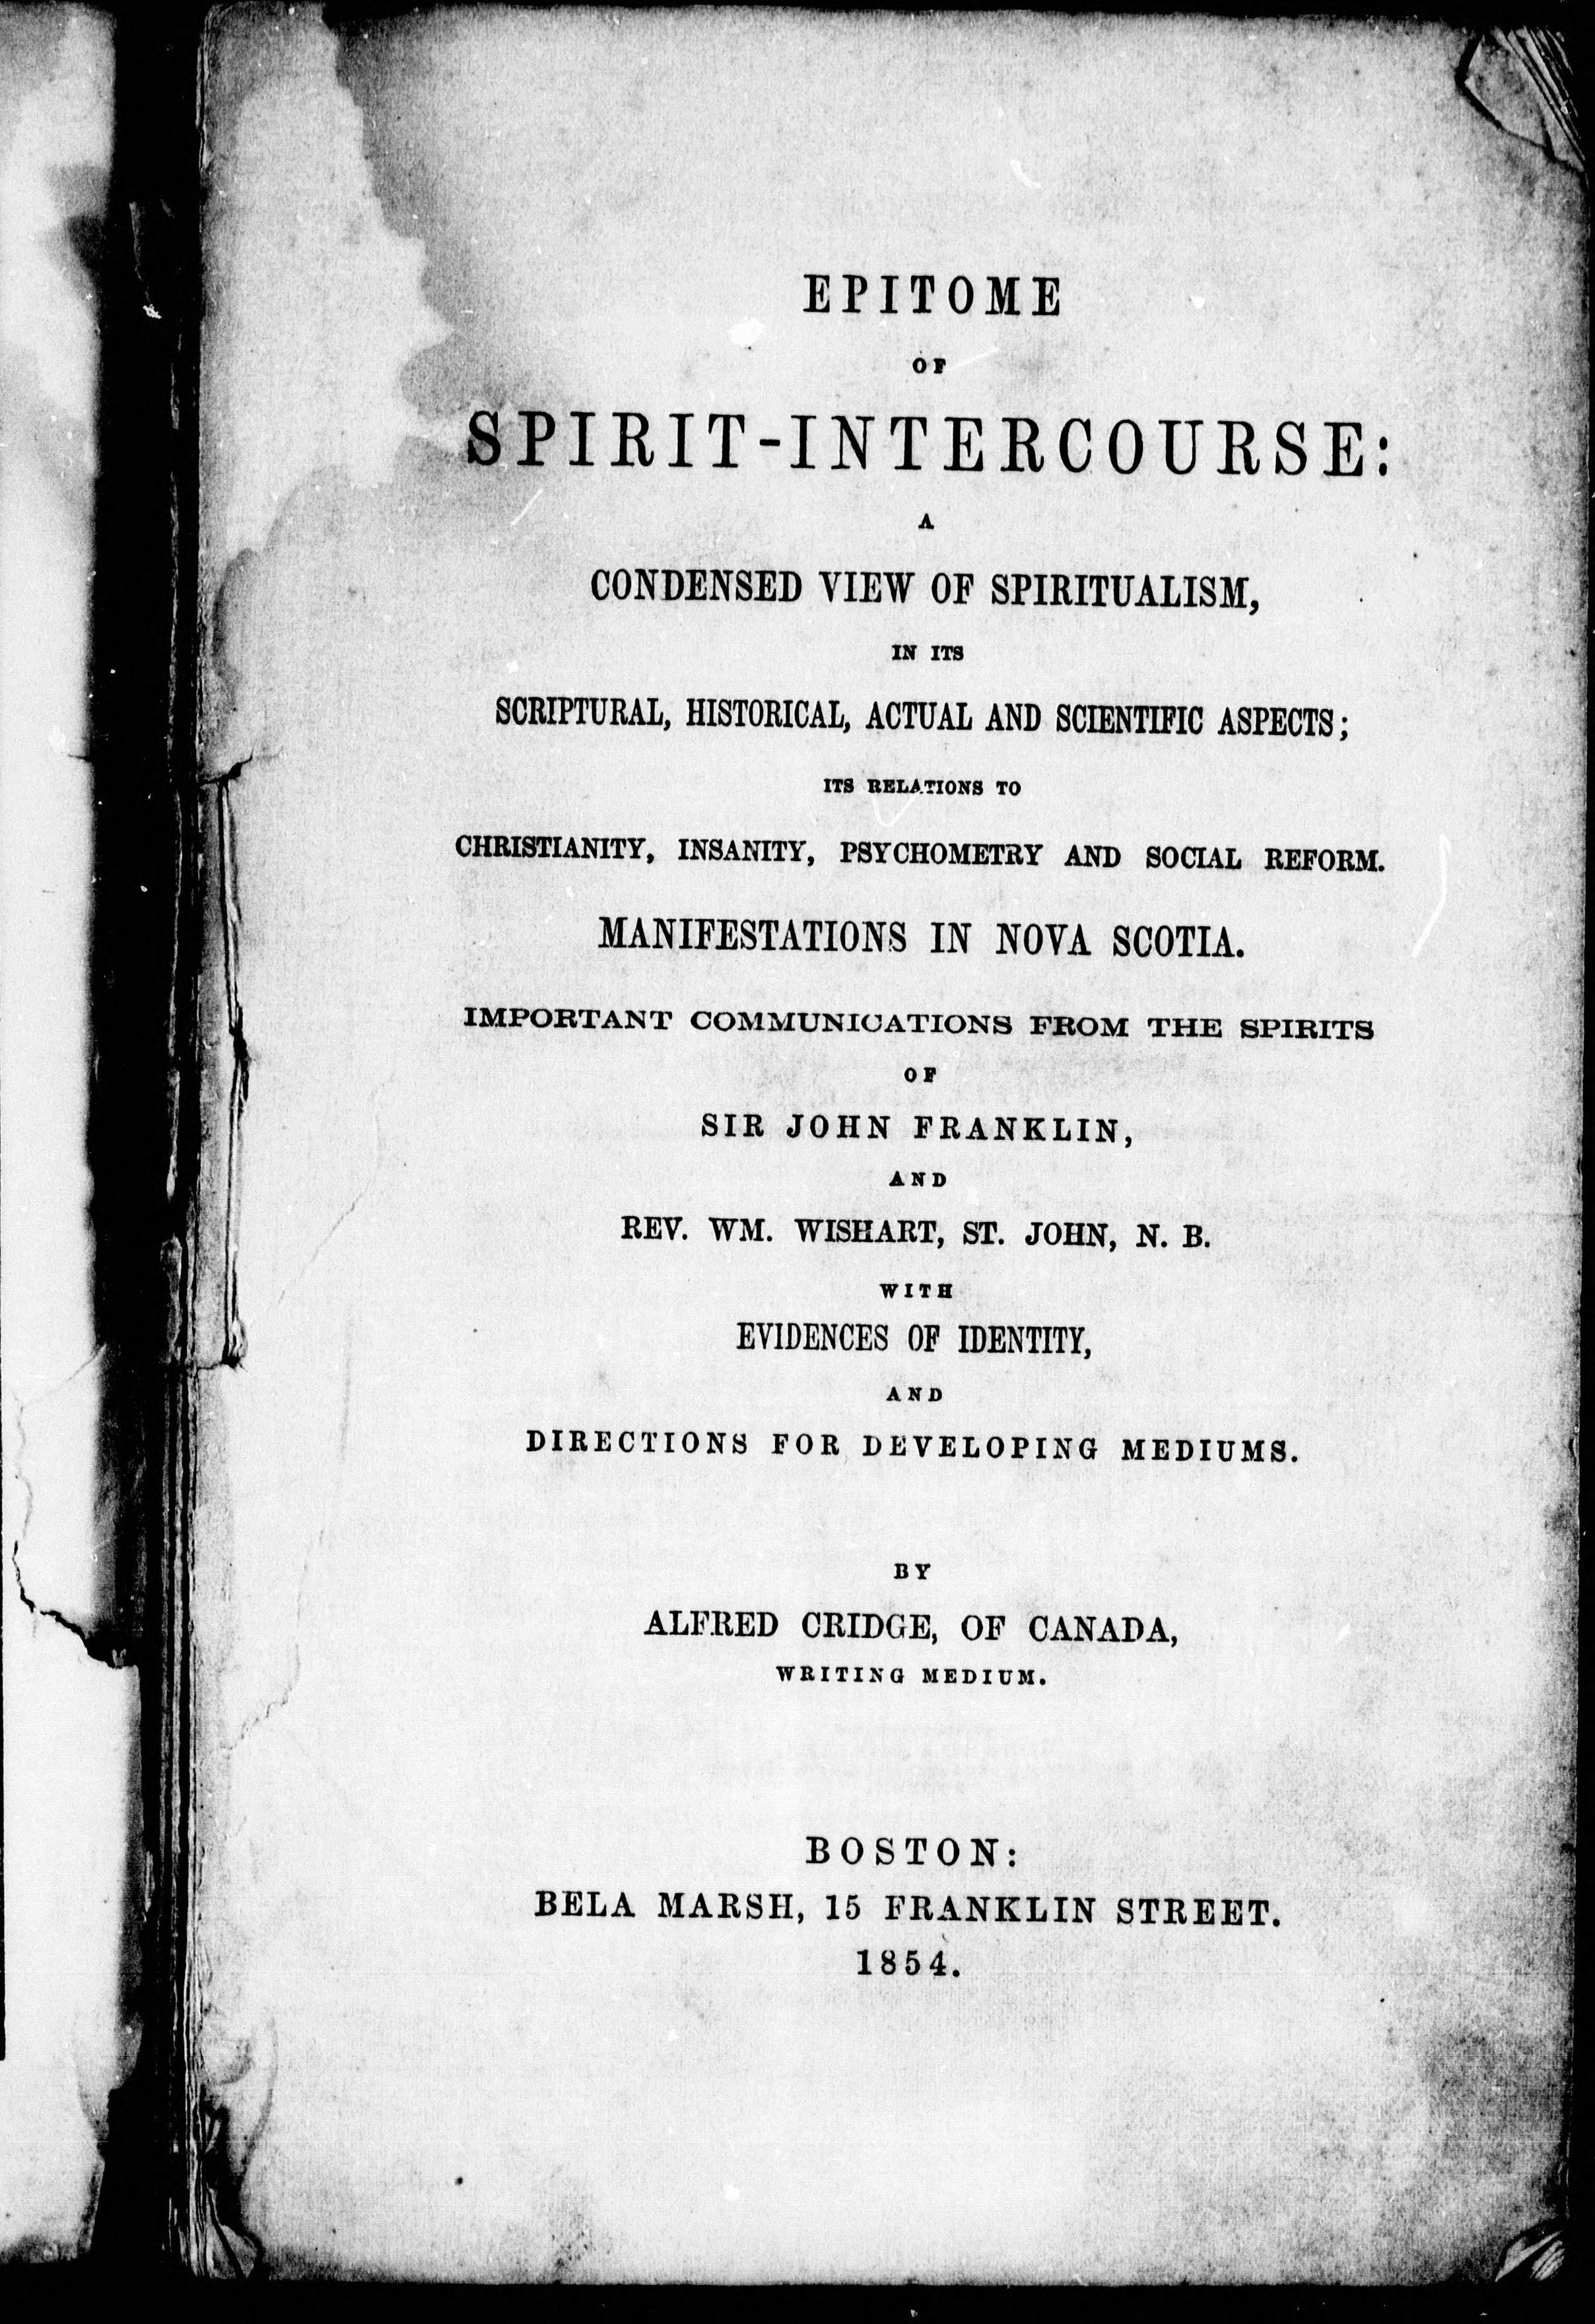 EPITOME
OF
SPIRIT-INTERCOURSE:
A
CONDENSED VIEW OF SPIRITUALISM,
IN ITS
SCRIPTURAL, HISTORICAL, ACTUAL AND SCIENTIFIC ASPECTS;
ITS RELATIONS TO
CHRISTIANITY, INSANITY, PSYCHOMETRY AND SOCIAL REFORM.
MANIFESTATIONS IN NOVA SCOTIA.
IMPORTANT COMMUNICATIONS FROM THE SPIRITS
OF
SIR JOHN FRANKLIN,
AND
REV. WM. WISHART, ST. JOHN, N. B.
WITH
EVIDENCES OF IDENTITY,
AND
DIRECTIONS FOR DEVELOPING MEDIUMS.
BY
ALFRED CRIDGE, OF CANADA,
WRITING MEDIUM.
BOSTON:
BELA MARSH, 15 FRANKLIN STREET.
1854.